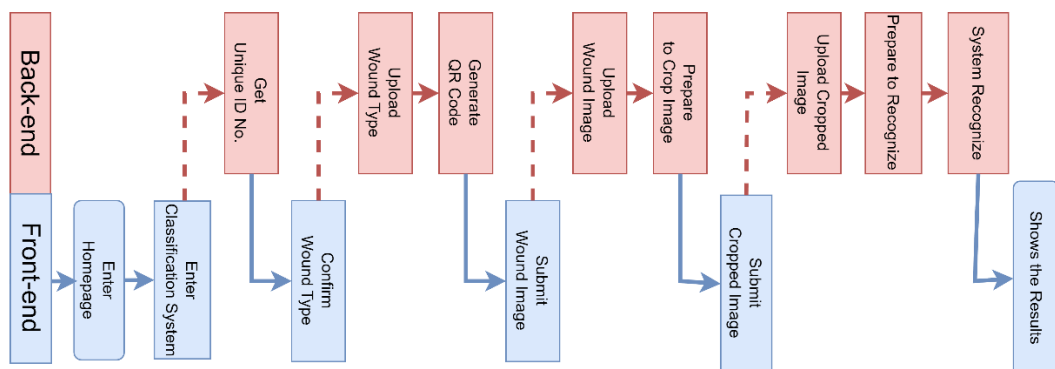 Back-end
Front-end
Enter
Homepage
Enter
Classification System
Get
Unique ID No.
Confirm
Wound Type
Upload
Wound Type
Generate
QR Code
Submit
Wound Image
Upload
Wound Image
Prepare
to Crop Image
Submit
Cropped Image
Upload Cropped
Image
Prepare to Recognize
System Recognize
Shows the Results